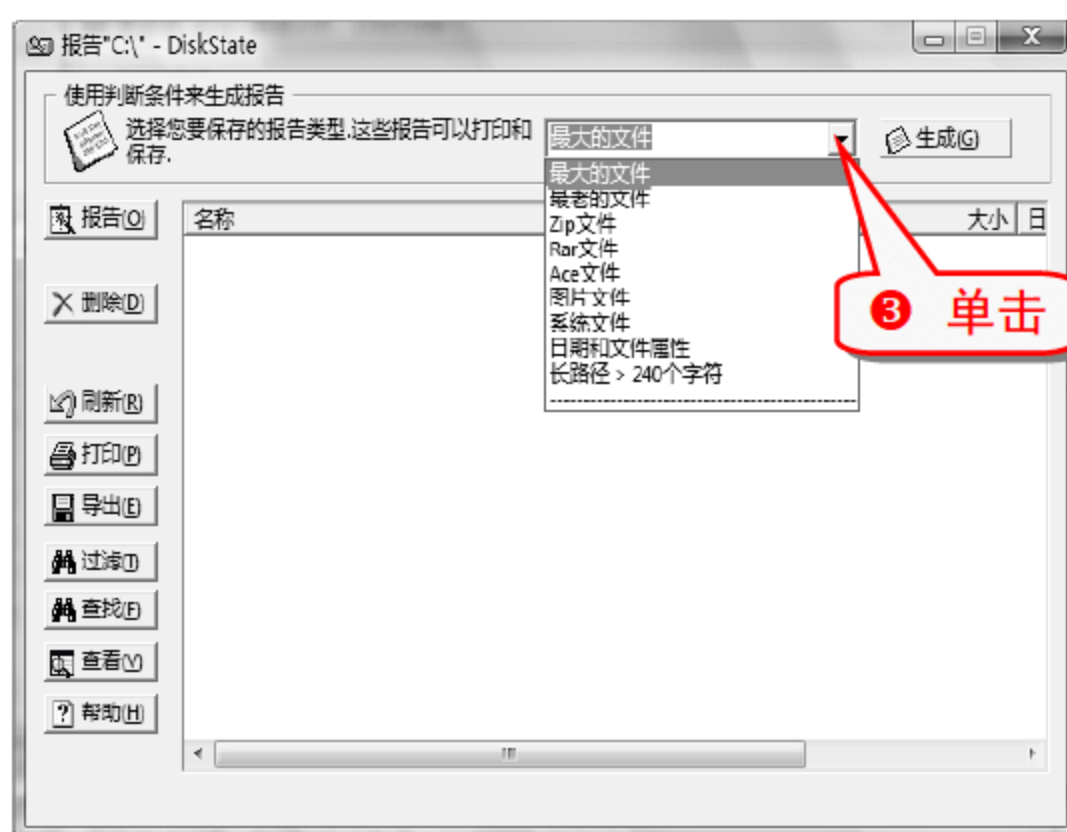 报告"C:\" - DiskState
使用判断条件来生成报告
选择您要保存的报告类型.这些报告可以打印和
保存.
最大的文件
生成(G)
最大的文件
最老的文件
Zip文件
Rar文件
Ace文件
图片文件
系统文件
日期和文件属性
长路径 > 240个字符
报告(O)
名称
大小
日
❸ 单击
删除(D)
刷新(R)
打印(P)
导出(E)
过滤(T)
查找(F)
查看(V)
帮助(H)